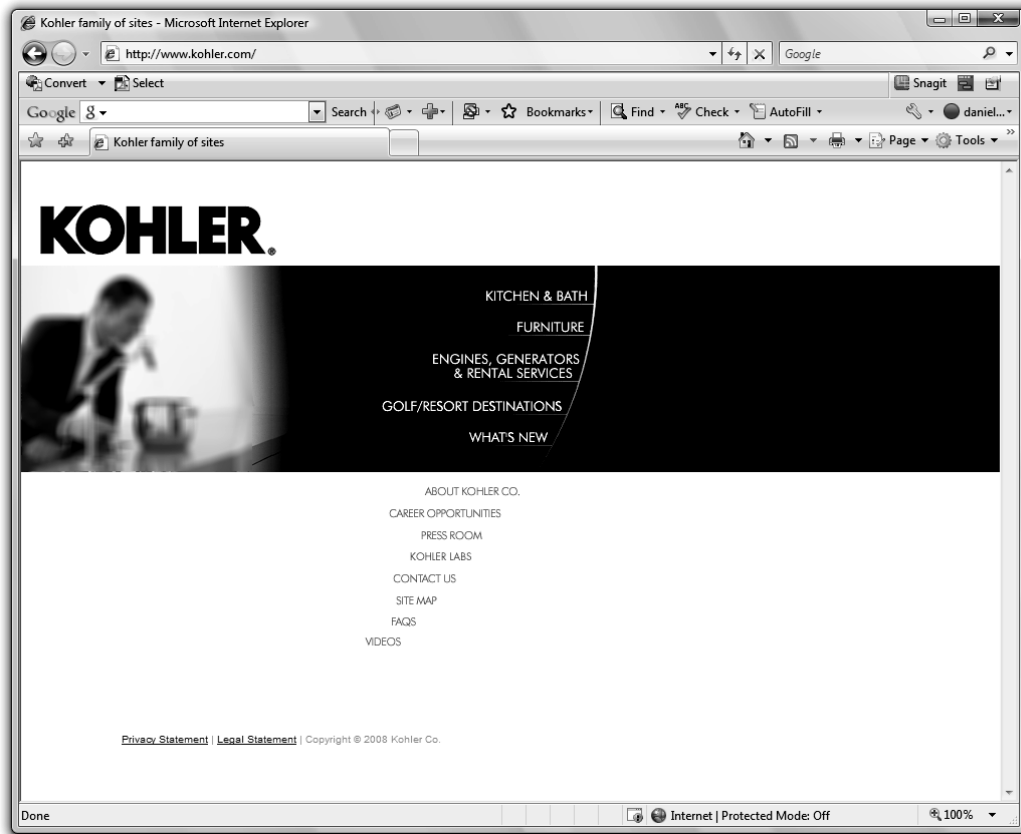 Kohler family of sites - Microsoft Internet Explorer
http://www.kohler.com/ Google
Convert Select Snagit
Google g Search Bookmarks Find ABC Check AutoFill daniel...
Kohler family of sites Page Tools »
KOHLER®
KITCHEN & BATH
FURNITURE
ENGINES, GENERATORS
& RENTAL SERVICES
GOLF/RESORT DESTINATIONS
WHAT'S NEW
ABOUT KOHLER CO.
CAREER OPPORTUNITIES
PRESS ROOM
KOHLER LABS
CONTACT US
SITE MAP
FAQS
VIDEOS
Privacy Statement | Legal Statement | Copyright © 2008 Kohler Co.
Done Internet | Protected Mode: Off 100%